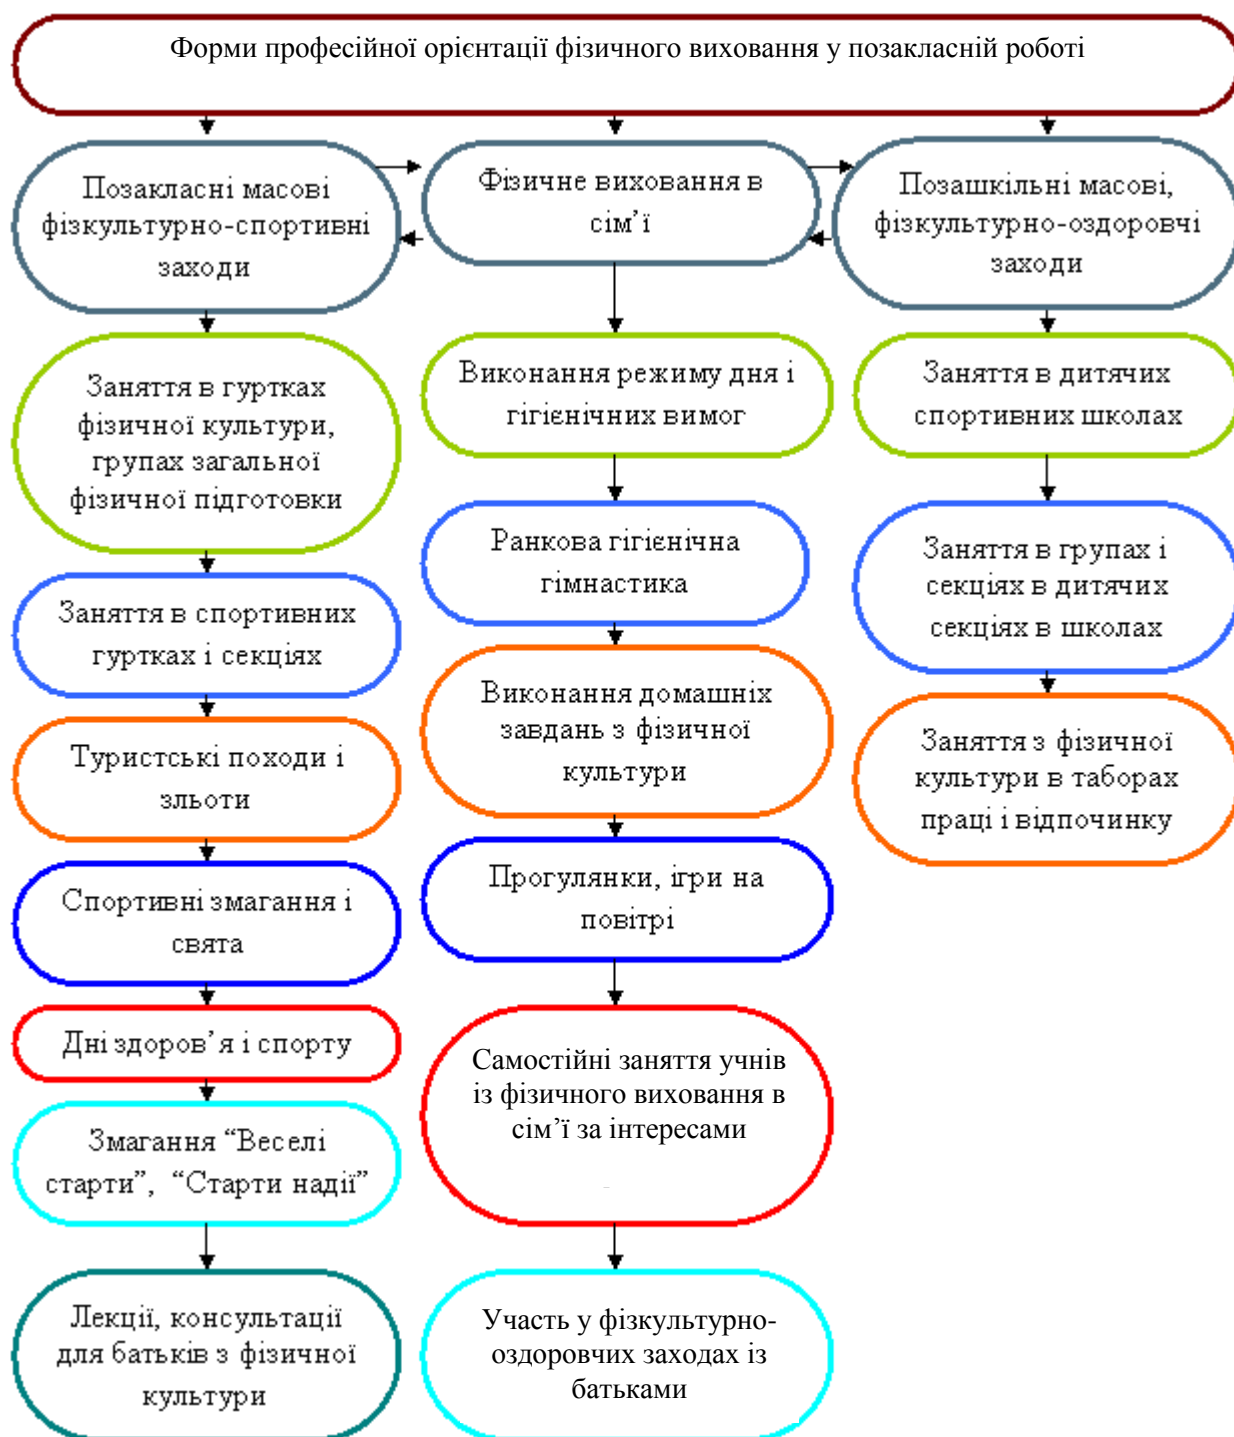 Форми професійної орієнтації фізичного виховання у позакласній роботі
Позакласні масові
фізкультурно-спортивні
заходи
Фізичне виховання в
сім’ї
Позашкільні масові,
фізкультурно-оздоровчі
заходи
Заняття в гуртках
фізичної культури,
групах загальної
фізичної підготовки
Заняття в спортивних
гуртках і секціях
Туристські походи і
зльоти
Спортивні змагання і
свята
Дні здоров’я і спорту
Змагання “Веселі
старти”, “Старти надії”
Лекції, консультації
для батьків з фізичної
культури
Виконання режиму дня і
гігієнічних вимог
Ранкова гігієнічна
гімнастика
Виконання домашніх
завдань з фізичної
культури
Прогулянки, ігри на
повітрі
Самостійні заняття учнів
із фізичного виховання в
сім’ї за інтересами
Участь у фізкультурно-
оздоровчих заходах із
батьками
Заняття в дитячих
спортивних школах
Заняття в групах і
секціях в дитячих
секціях в школах
Заняття з фізичної
культури в таборах
праці і відпочинку